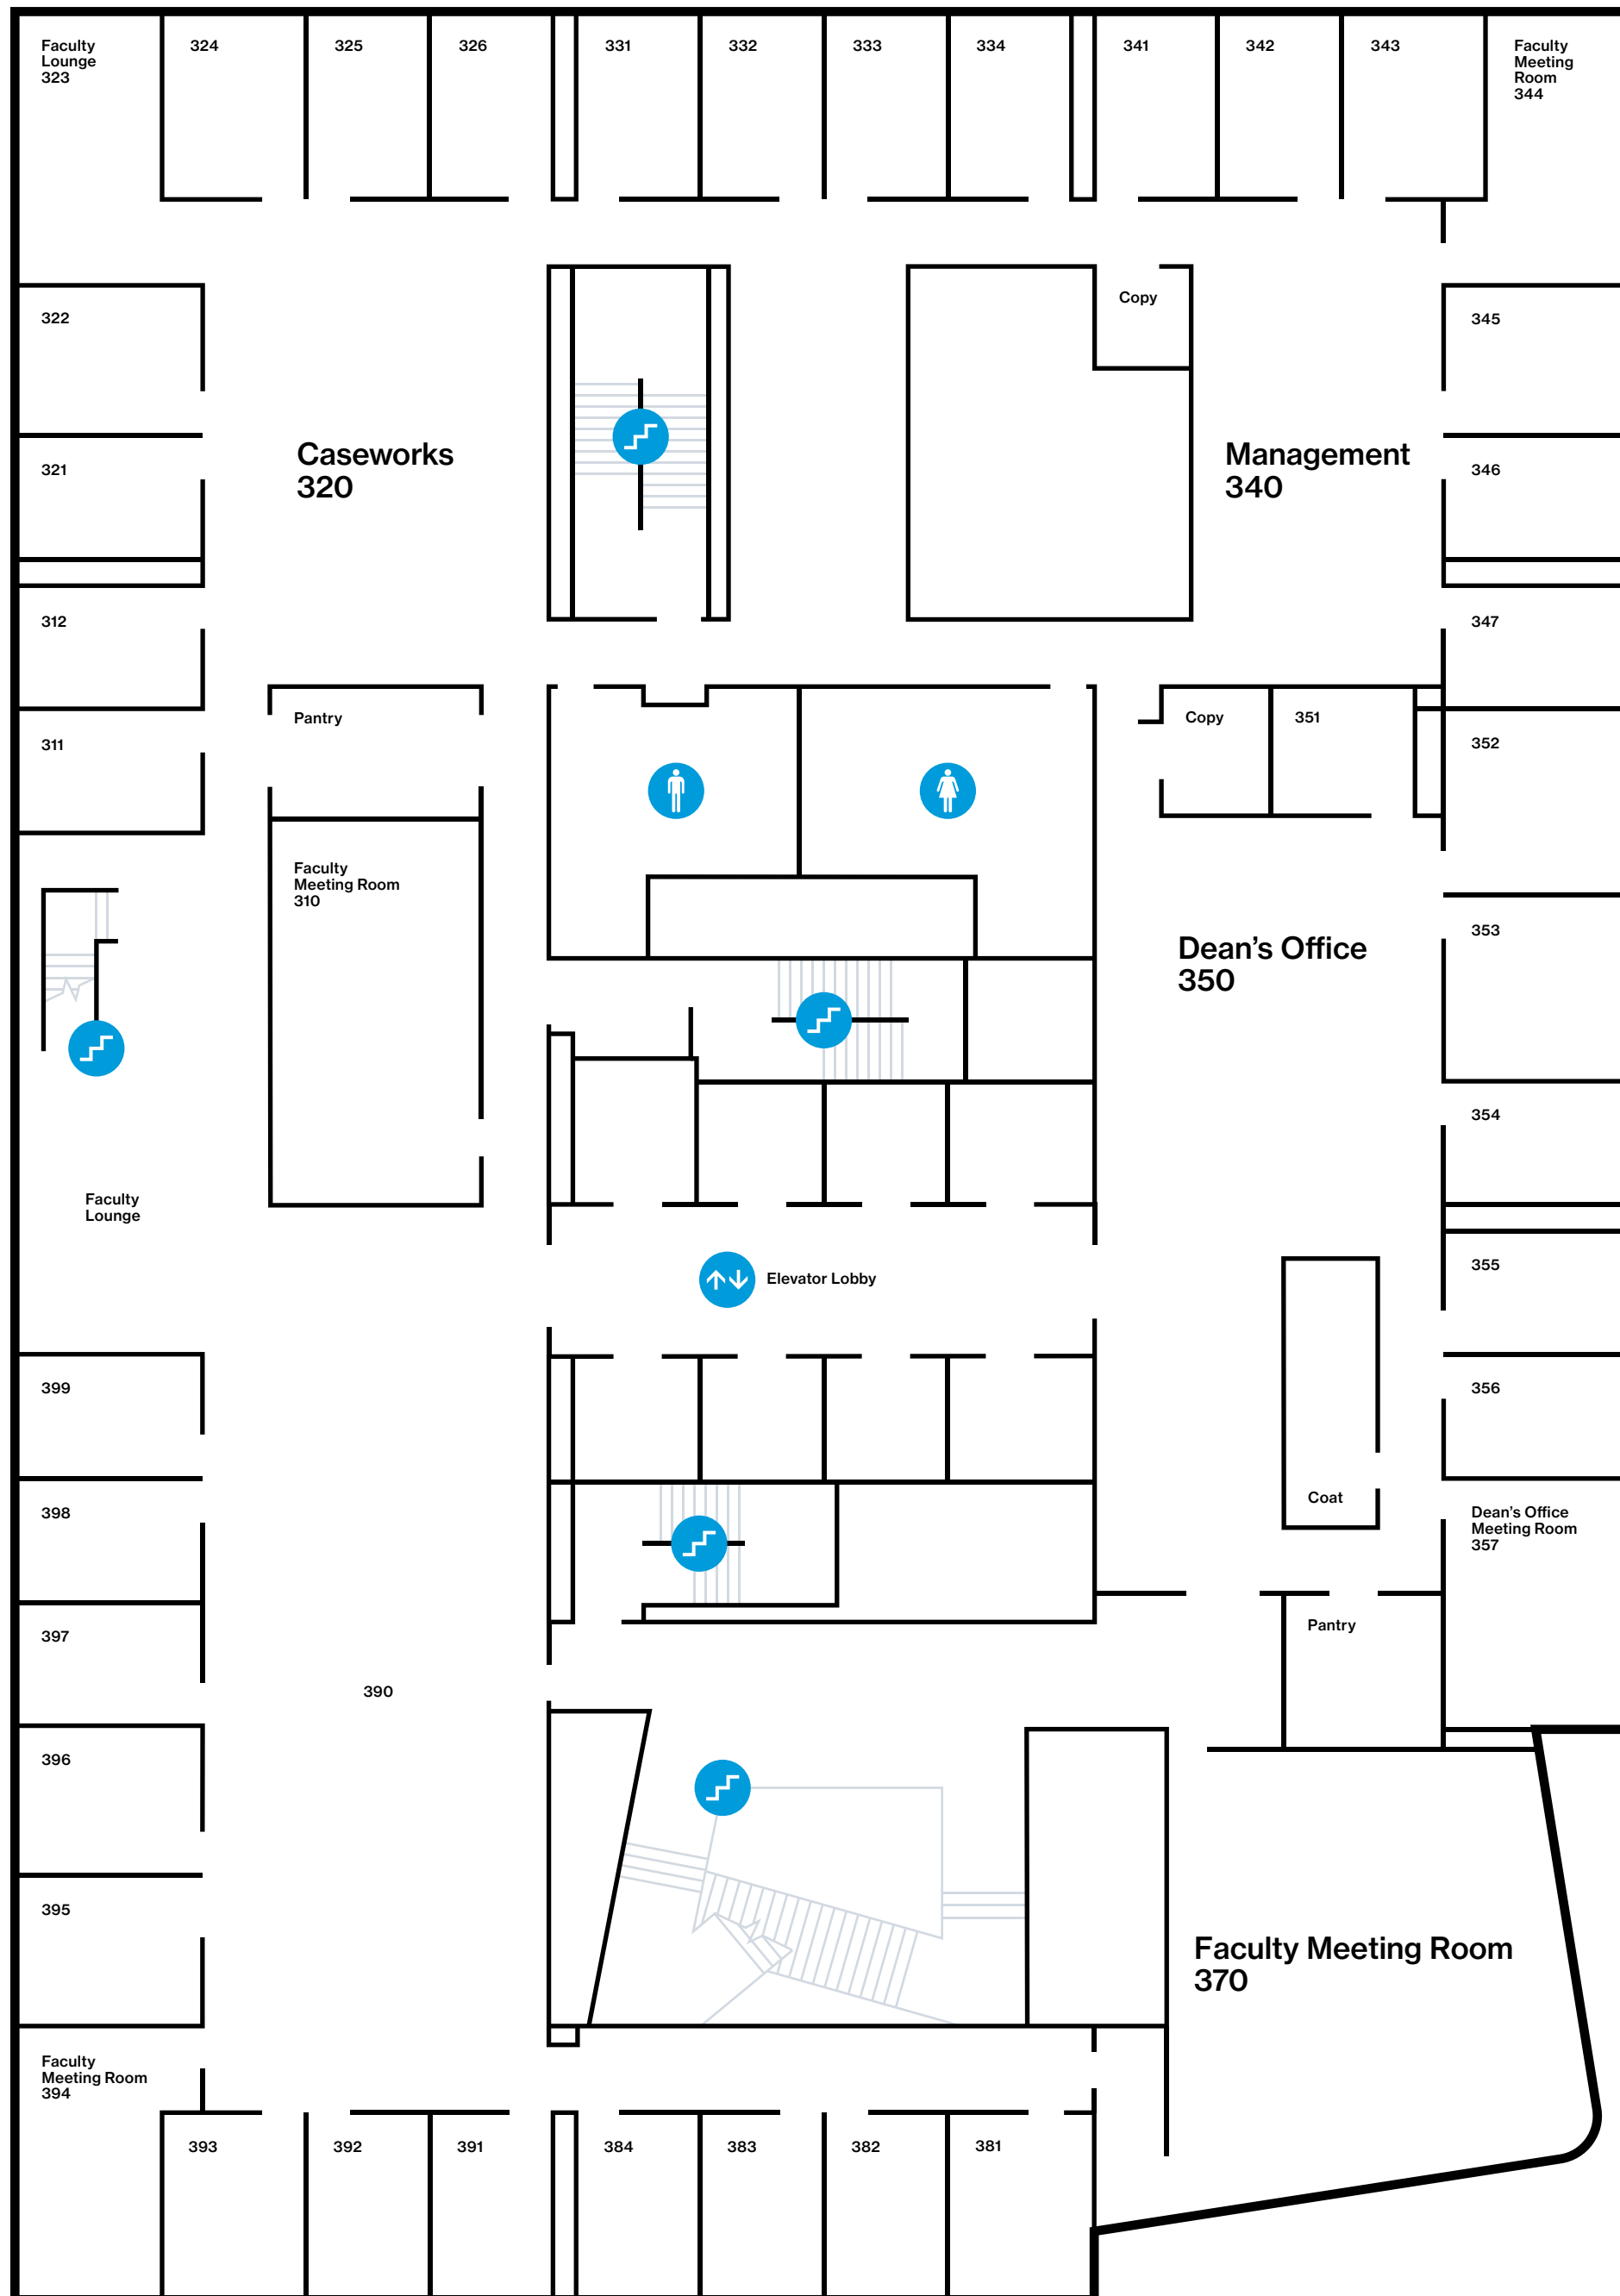 Faculty
Lounge
323
324
325
326
331
332
333
334
341
342
343
Faculty
Meeting
Room
344
322
Copy
345
Caseworks
320
Management
340
321
346
312
347
Pantry
Copy
351
311
352
Faculty
Meeting Room
310
Dean’s Office
350
353
354
Faculty
Lounge
Elevator Lobby
355
399
356
Coat
398
Dean’s Office
Meeting Room
357
397
Pantry
390
396
395
Faculty Meeting Room
370
Faculty
Meeting Room
394
393
392
391
384
383
382
381